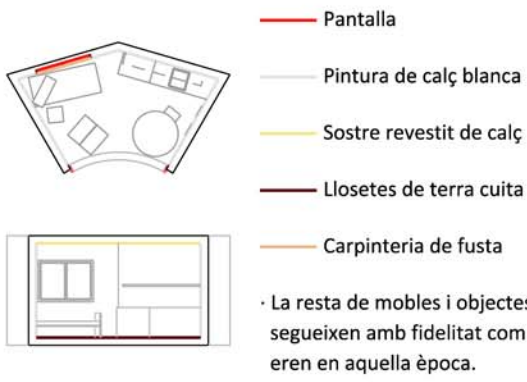 Pantalla
Pintura de calç blanca
Sostre revestit de calç
Llosetes de terra cuita
Carpinteria de fusta
· La resta de mobles i objectes
segueixen amb fidelitat com
eren en aquella època.